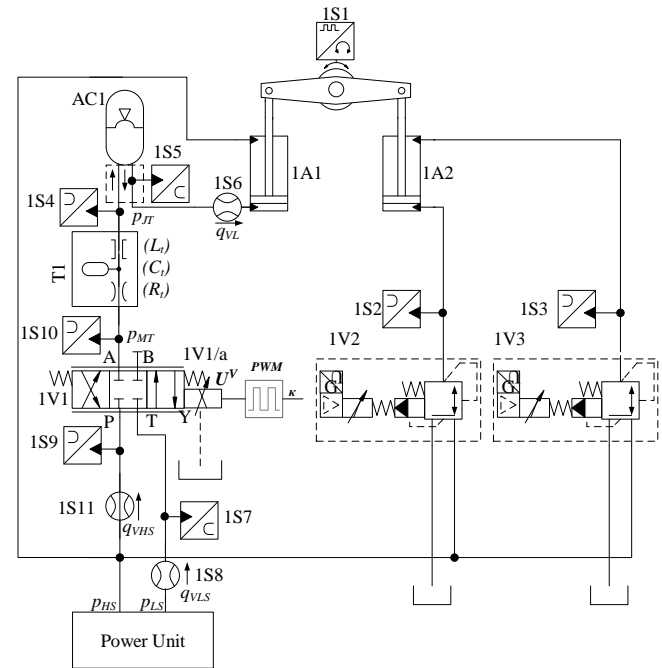 1S1
AC1
1S5
1S6
1A1
1A2
1S4
p_JT
q_VL
T1
(L_t)
(C_t)
(R_t)
1S2
1S3
1S10
p_MT
1V2
1V3
A B
1V1/a
U^V
PWM
κ
G
G
1V1
P T Y
1S9
1S11
q_VHS
1S7
1S8
q_VLS
p_HS
p_LS
Power Unit